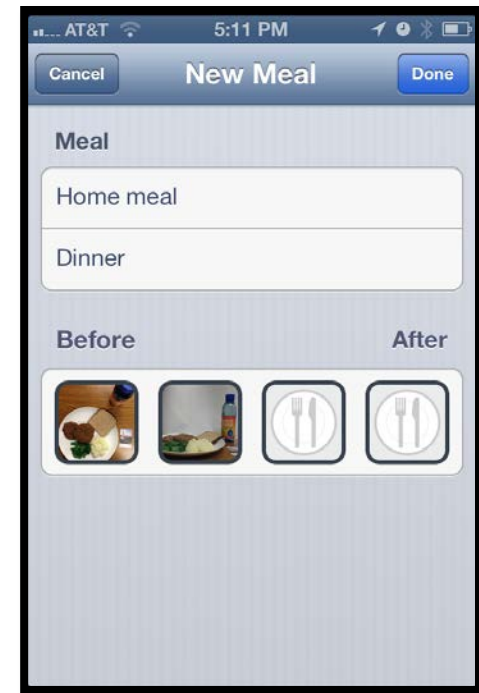 ... AT&T 5:11 PM
Cancel New Meal Done
Meal
Home meal
Dinner
Before After